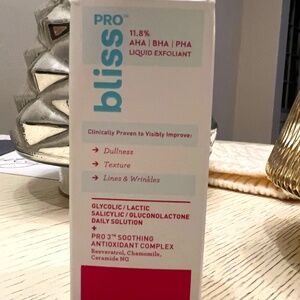 PRO™
bliss
11.8%
AHA | BHA | PHA
LIQUID EXFOLIANT
Clinically Proven to Visibly Improve:
→ Dullness
→ Texture
→ Lines & Wrinkles
GLYCOLIC / LACTIC
SALICYLIC / GLUCONOLACTONE
DAILY SOLUTION
+
PRO 3™ SOOTHING
ANTIOXIDANT COMPLEX
Resveratrol, Chamomile,
Ceramide NG